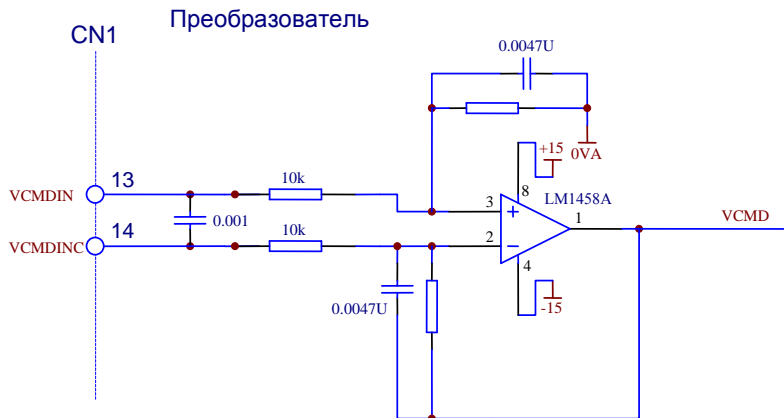 Преобразователь
CN1
0.0047U
0VA
+15
8
LM1458A
13
VCMDIN
10k
3
1
VCMD
0.001
14
VCMDINC
10k
2
4
0.0047U
-15